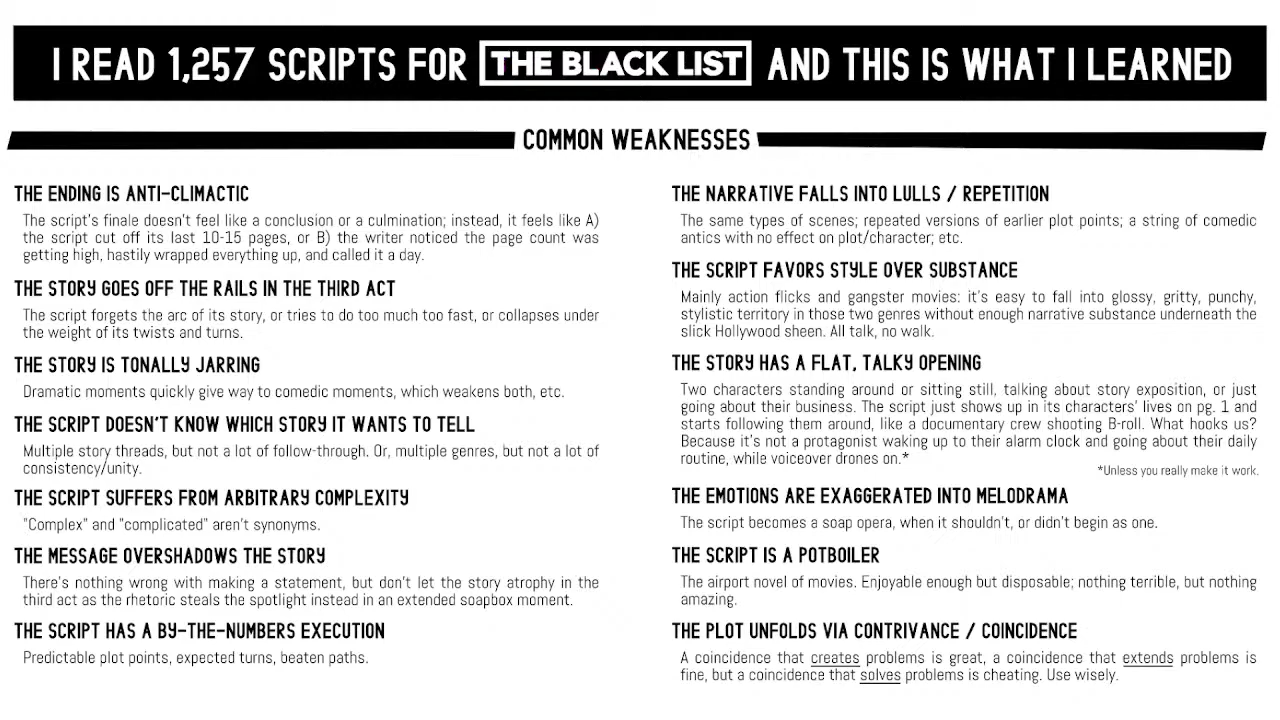 I READ 1,257 SCRIPTS FOR THE BLACK LIST AND THIS IS WHAT I LEARNED
COMMON WEAKNESSES
THE ENDING IS ANTI-CLIMACTIC
The script's finale doesn't feel like a conclusion or a culmination; instead, it feels like A)
the script cut off its last 10-15 pages, or B) the writer noticed the page count was
getting high, hastily wrapped everything up, and called it a day.
THE STORY GOES OFF THE RAILS IN THE THIRD ACT
The script forgets the arc of its story, or tries to do too much too fast, or collapses under
the weight of its twists and turns.
THE STORY IS TONALLY JARRING
Dramatic moments quickly give way to comedic moments, which weakens both, etc.
THE SCRIPT DOESN'T KNOW WHICH STORY IT WANTS TO TELL
Multiple story threads, but not a lot of follow-through. Or, multiple genres, but not a lot of
consistency/unity.
THE SCRIPT SUFFERS FROM ARBITRARY COMPLEXITY
"Complex" and "complicated" aren't synonyms.
THE MESSAGE OVERSHADOWS THE STORY
There's nothing wrong with making a statement, but don't let the story atrophy in the
third act as the rhetoric steals the spotlight instead in an extended soapbox moment.
THE SCRIPT HAS A BY-THE-NUMBERS EXECUTION
Predictable plot points, expected turns, beaten paths.
THE NARRATIVE FALLS INTO LULLS / REPETITION
The same types of scenes; repeated versions of earlier plot points; a string of comedic
antics with no effect on plot/character; etc.
THE SCRIPT FAVORS STYLE OVER SUBSTANCE
Mainly action flicks and gangster movies: it's easy to fall into glossy, gritty, punchy,
stylistic territory in those two genres without enough narrative substance underneath the
slick Hollywood sheen. All talk, no walk.
THE STORY HAS A FLAT, TALKY OPENING
Two characters standing around or sitting still, talking about story exposition, or just
going about their business. The script just shows up in its characters' lives on pg. 1 and
starts following them around, like a documentary crew shooting B-roll. What hooks us?
Because it's not a protagonist waking up to their alarm clock and going about their daily
routine, while voiceover drones on.*
*Unless you really make it work.
THE EMOTIONS ARE EXAGGERATED INTO MELODRAMA
The script becomes a soap opera, when it shouldn't, or didn't begin as one.
THE SCRIPT IS A POTBOILER
The airport novel of movies. Enjoyable enough but disposable; nothing terrible, but nothing
amazing.
THE PLOT UNFOLDS VIA CONTRIVANCE / COINCIDENCE
A coincidence that creates problems is great, a coincidence that extends problems is
fine, but a coincidence that solves problems is cheating. Use wisely.